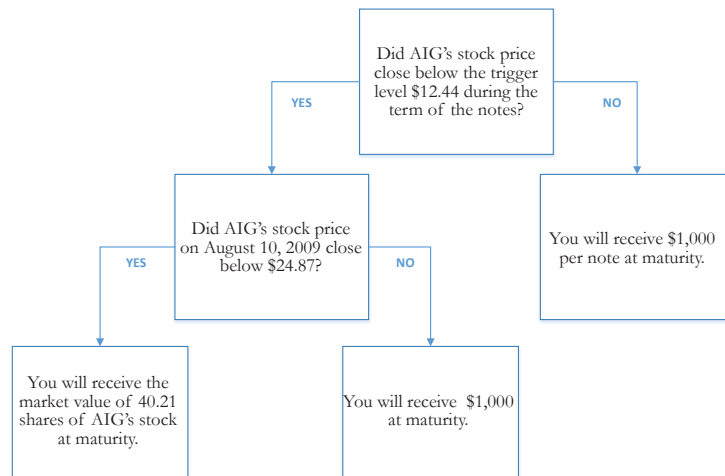 Did AIG's stock price
close below the trigger
level $12.44 during the
term of the notes?
YES
NO
Did AIG's stock price
on August 10, 2009 close
below $24.87?
You will receive $1,000
per note at maturity.
YES
NO
You will receive the
market value of 40.21
shares of AIG's stock
at maturity.
You will receive $1,000
at maturity.